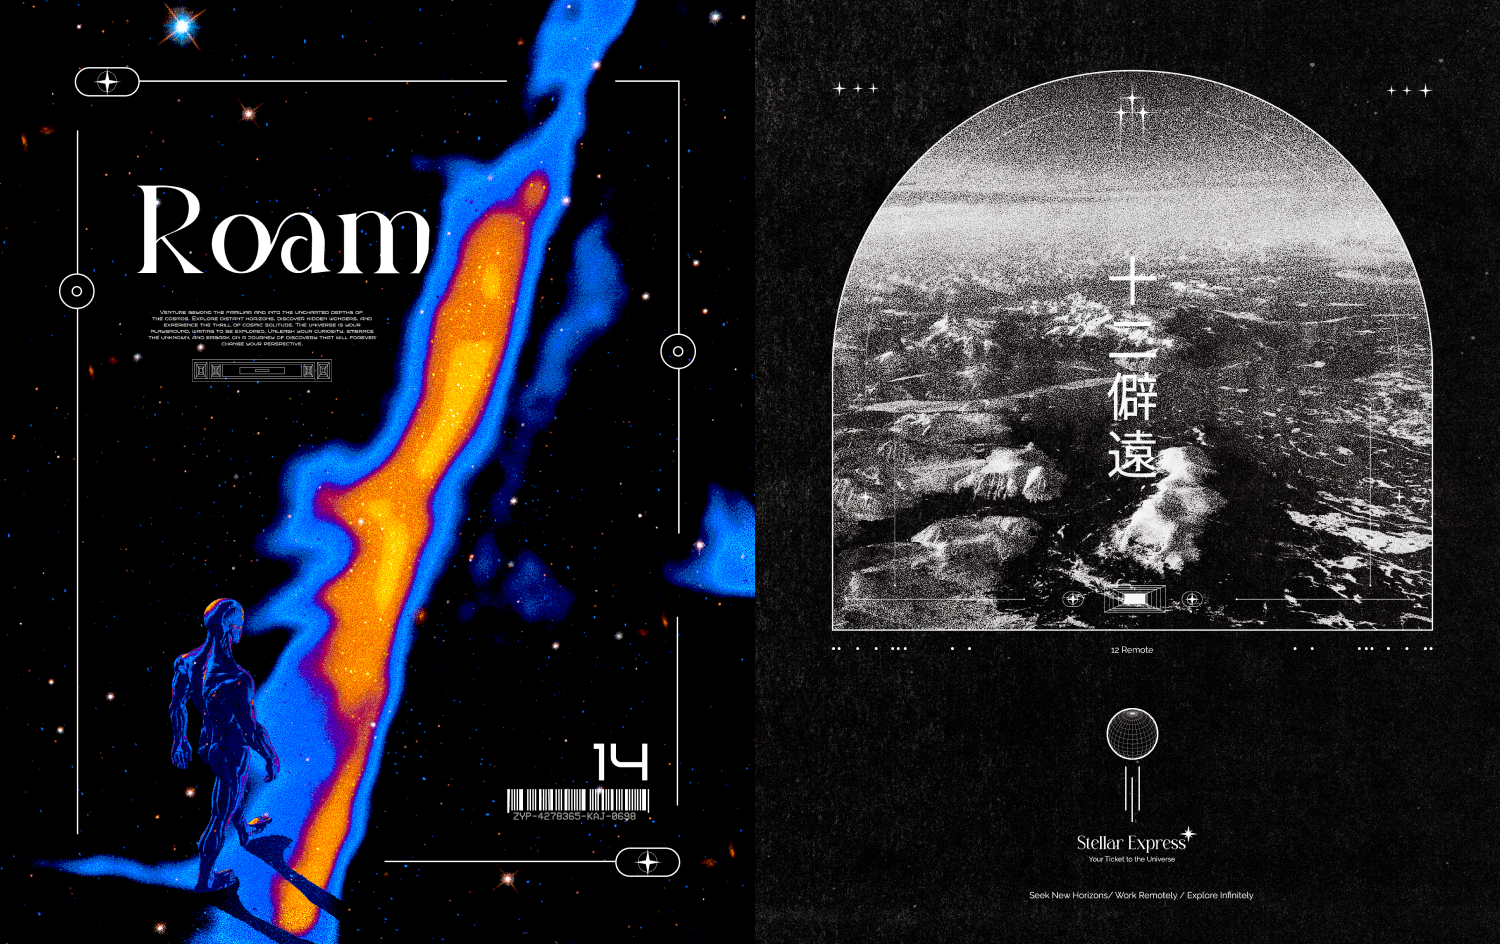 Roam
Venture beyond the familiar and into the uncharted depths of
the cosmos. Explore distant horizons, discover hidden wonders, and
experience the thrill of cosmic solitude. The universe is your
playground, waiting to be explored. Unleash your curiosity, embrace
the unknown, and embark on a journey of discovery that will forever
change your perspective.
14
ZYP-4278365-KAJ-0698
十
二
僻
遠
12 Remote
Stellar Express
Your Ticket to the Universe
Seek New Horizons/ Work Remotely / Explore Infinitely